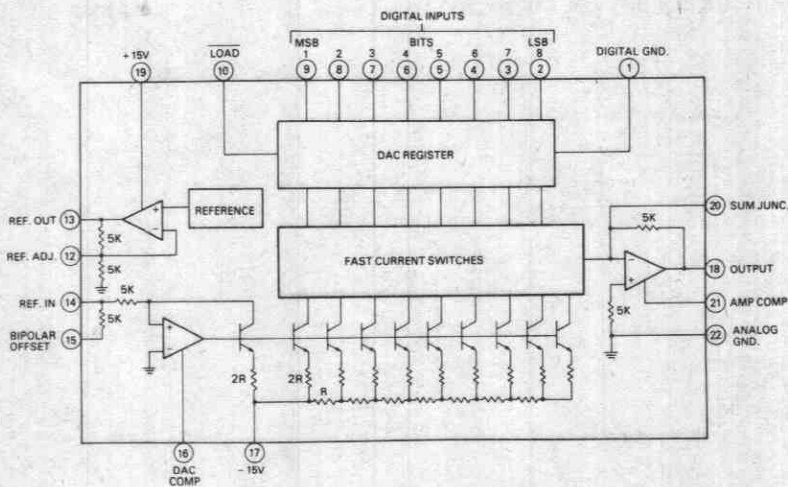 DIGITAL INPUTS
MSB BITS LSB
1 2 3 4 5 6 7 8
+15V
LOAD
DIGITAL GND.
19
10
9 8 7 6 5 4 3 2
1
DAC REGISTER
REFERENCE
REF. OUT 13
5K
REF. ADJ. 12
5K
FAST CURRENT SWITCHES
20 SUM JUNC.
5K
18 OUTPUT
REF. IN 14
5K
5K
BIPOLAR
OFFSET
15
5K
21 AMP COMP
22 ANALOG
GND.
2R
2R
R
16
DAC
COMP
17
-15V